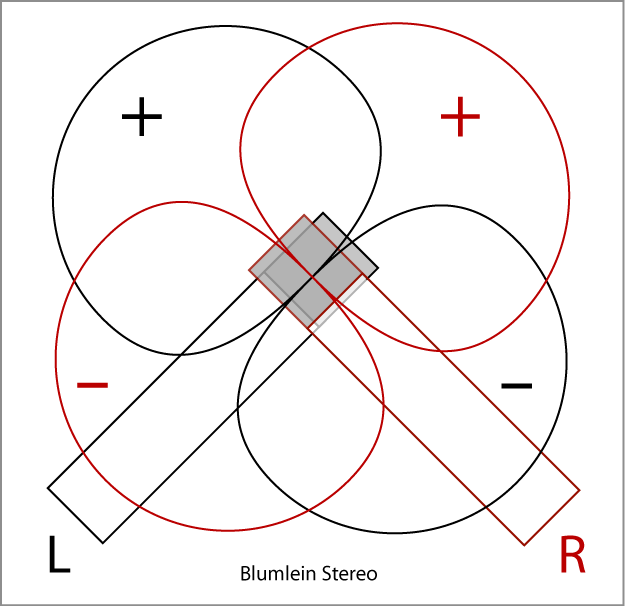 + +
− −
L R
Blumlein Stereo